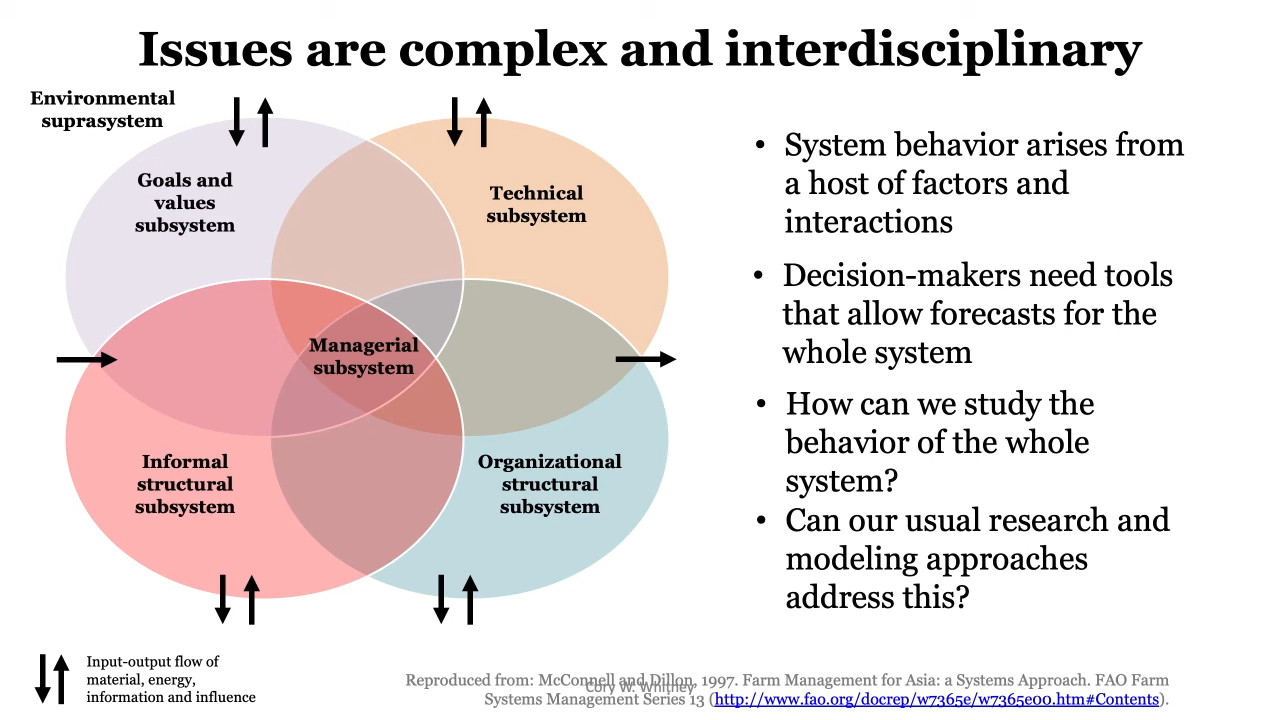 Issues are complex and interdisciplinary
Environmental
suprasystem
Goals and
values
subsystem
Technical
subsystem
Managerial
subsystem
Informal
structural
subsystem
Organizational
structural
subsystem
• System behavior arises from
a host of factors and
interactions
• Decision-makers need tools
that allow forecasts for the
whole system
• How can we study the
behavior of the whole
system?
• Can our usual research and
modeling approaches
address this?
Input-output flow of
material, energy,
information and influence
Reproduced from: McConnell and Dillon, 1997. Farm Management for Asia: a Systems Approach. FAO Farm
Systems Management Series 13 (http://www.fao.org/docrep/w7365e/w7365e00.htm#Contents).
Cory W. Whitney